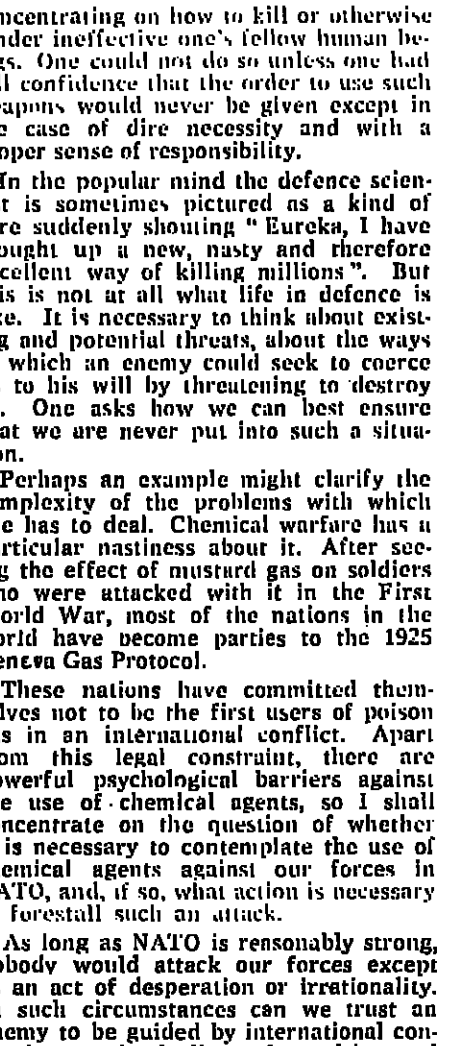 ncentrating on how to kill or otherwise
nder ineffective one's fellow human be-
gs. One could not do so unless one had
ll confidence that the order to use such
eapons would never be given except in
e case of dire necessity and with a
oper sense of responsibility.
In the popular mind the defence scien-
t is sometimes pictured as a kind of
re suddenly shouting " Eureka, I have
ought up a new, nasty and therefore
cellent way of killing millions ". But
is is not at all what life in defence is
ke. It is necessary to think about exist-
g and potential threats, about the ways
which an enemy could seek to coerce
to his will by threatening to destroy
. One asks how we can best ensure
at we are never put into such a situa-
on.
Perhaps an example might clarify the
mplexity of the problems with which
e has to deal. Chemical warfare has a
rticular nastiness about it. After see-
g the effect of mustard gas on soldiers
ho were attacked with it in the First
orld War, most of the nations in the
orld have become parties to the 1925
eneva Gas Protocol.
These nations have committed them-
lves not to be the first users of poison
s in an international conflict. Apart
om this legal constraint, there are
owerful psychological barriers against
e use of chemical agents, so I shall
ncentrate on the question of whether
is necessary to contemplate the use of
emical agents against our forces in
ATO, and, if so, what action is necessary
forestall such an attack.
As long as NATO is reasonably strong,
obody would attack our forces except
an act of desperation or irrationality.
such circumstances can we trust an
nemy to be guided by international con-